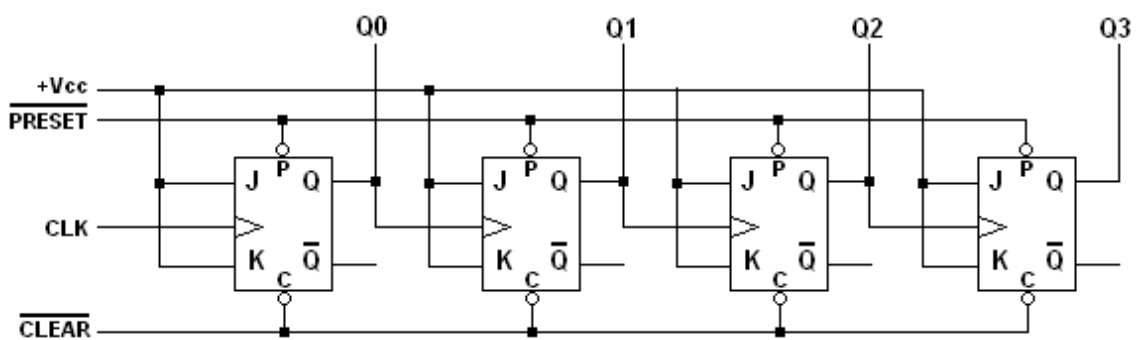 Q0 Q1 Q2 Q3
+Vcc
PRESET
P P P P
J Q J Q J Q J Q
CLK
K Q K Q K Q K Q
C C C C
CLEAR